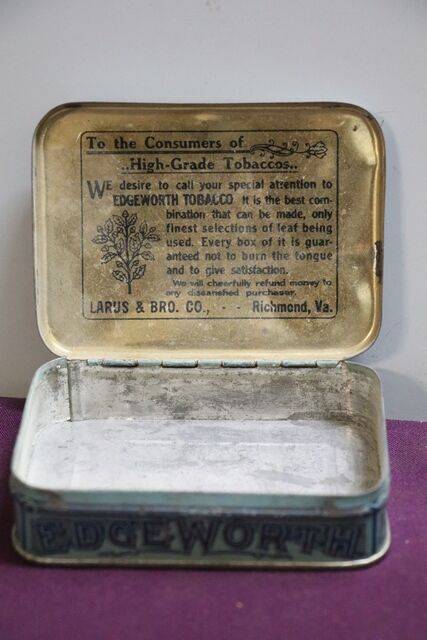 To the Consumers of
..High-Grade Tobaccos..
WE desire to call your special attention to
EDGEWORTH TOBACCO. It is the best com-
bination that can be made, only
finest selections of leaf being
used. Every box of it is guar-
anteed not to burn the tongue
and to give satisfaction.
We will cheerfully refund money to
any dissatisfied purchaser.
LARUS & BRO. CO., - - Richmond, Va.
EDGEWORTH